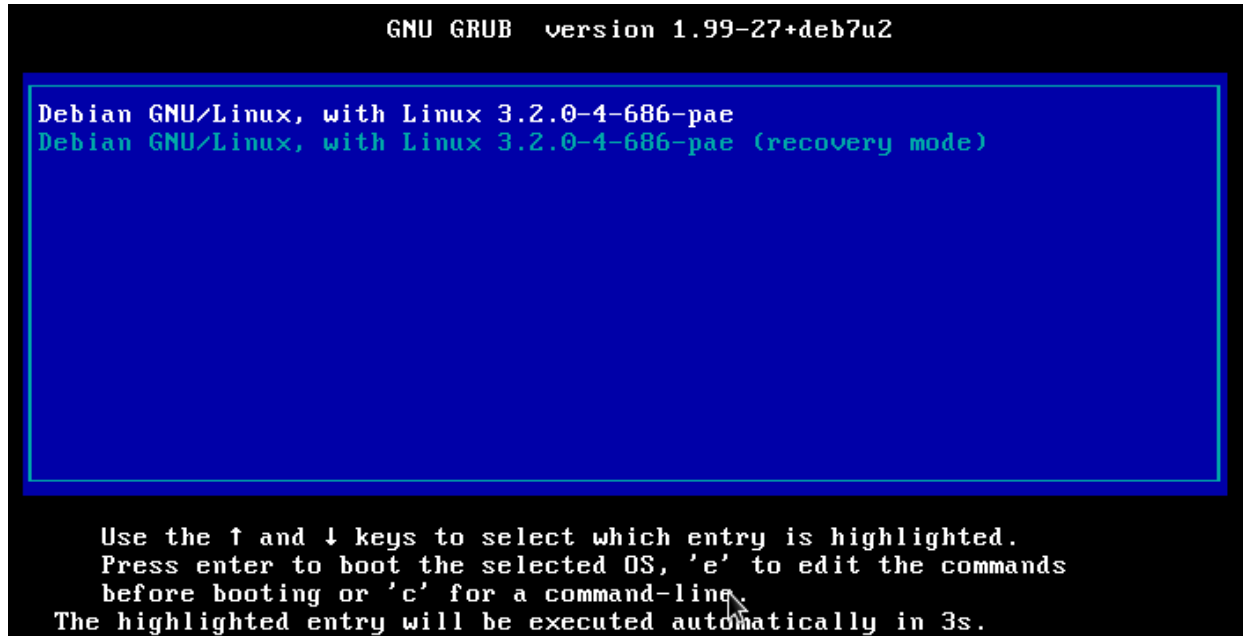 GNU GRUB version 1.99-27+deb7u2
Debian GNU/Linux, with Linux 3.2.0-4-686-pae
Debian GNU/Linux, with Linux 3.2.0-4-686-pae (recovery mode)
Use the ↑ and ↓ keys to select which entry is highlighted.
Press enter to boot the selected OS, 'e' to edit the commands
before booting or 'c' for a command-line.
The highlighted entry will be executed automatically in 3s.